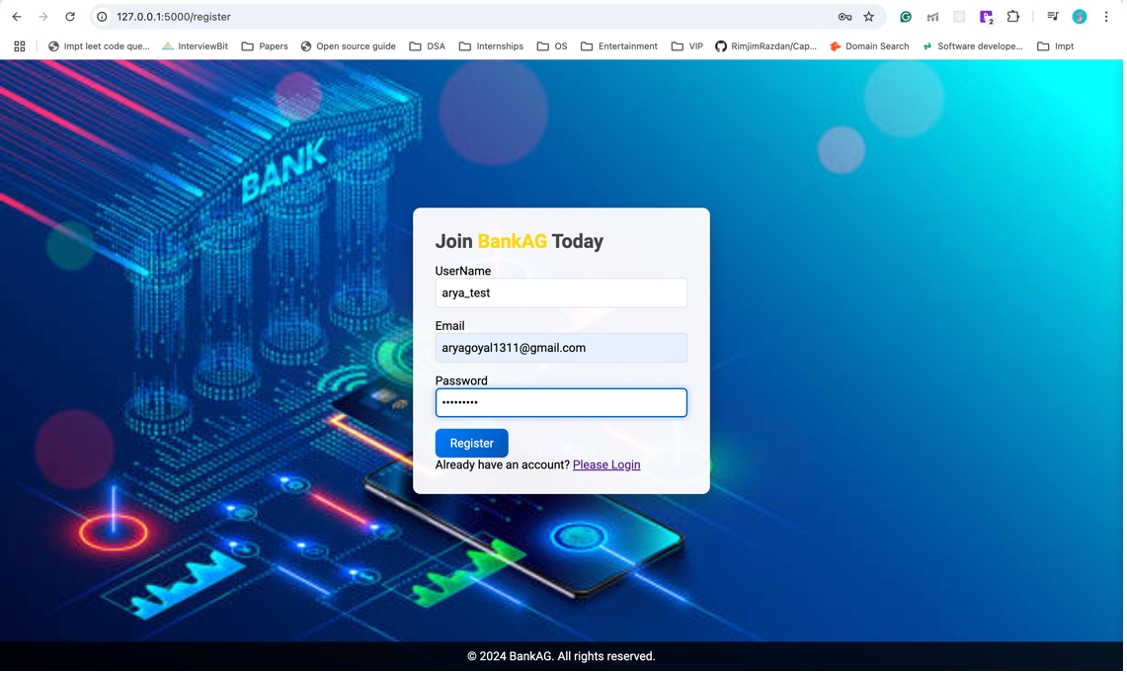 127.0.0.1:5000/register
2
Impt leet code que... InterviewBit Papers Open source guide DSA Internships OS Entertainment VIP RimjimRazdan/Cap... Domain Search Software develope... Impt
BANK
Join BankAG Today
UserName
arya_test
Email
aryagoyal1311@gmail.com
Password
•••••••••
Register
Already have an account? Please Login
© 2024 BankAG. All rights reserved.